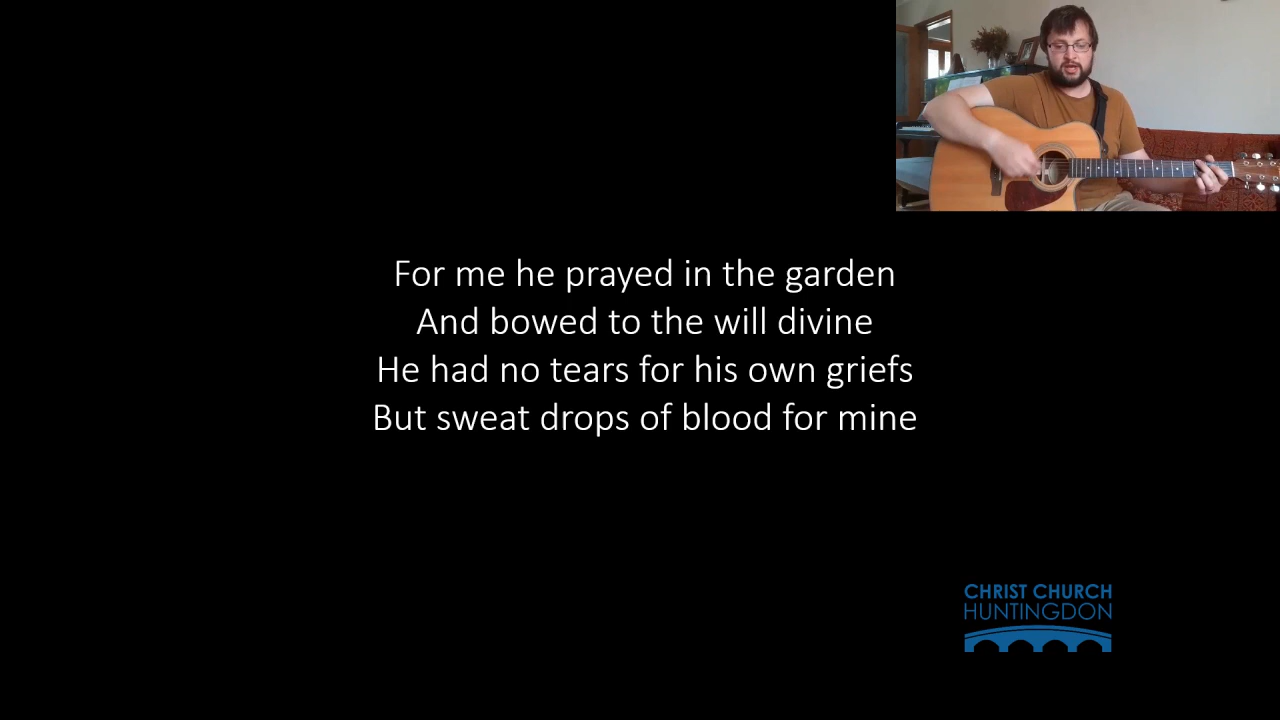 For me he prayed in the garden
And bowed to the will divine
He had no tears for his own griefs
But sweat drops of blood for mine
CHRIST CHURCH
HUNTINGDON